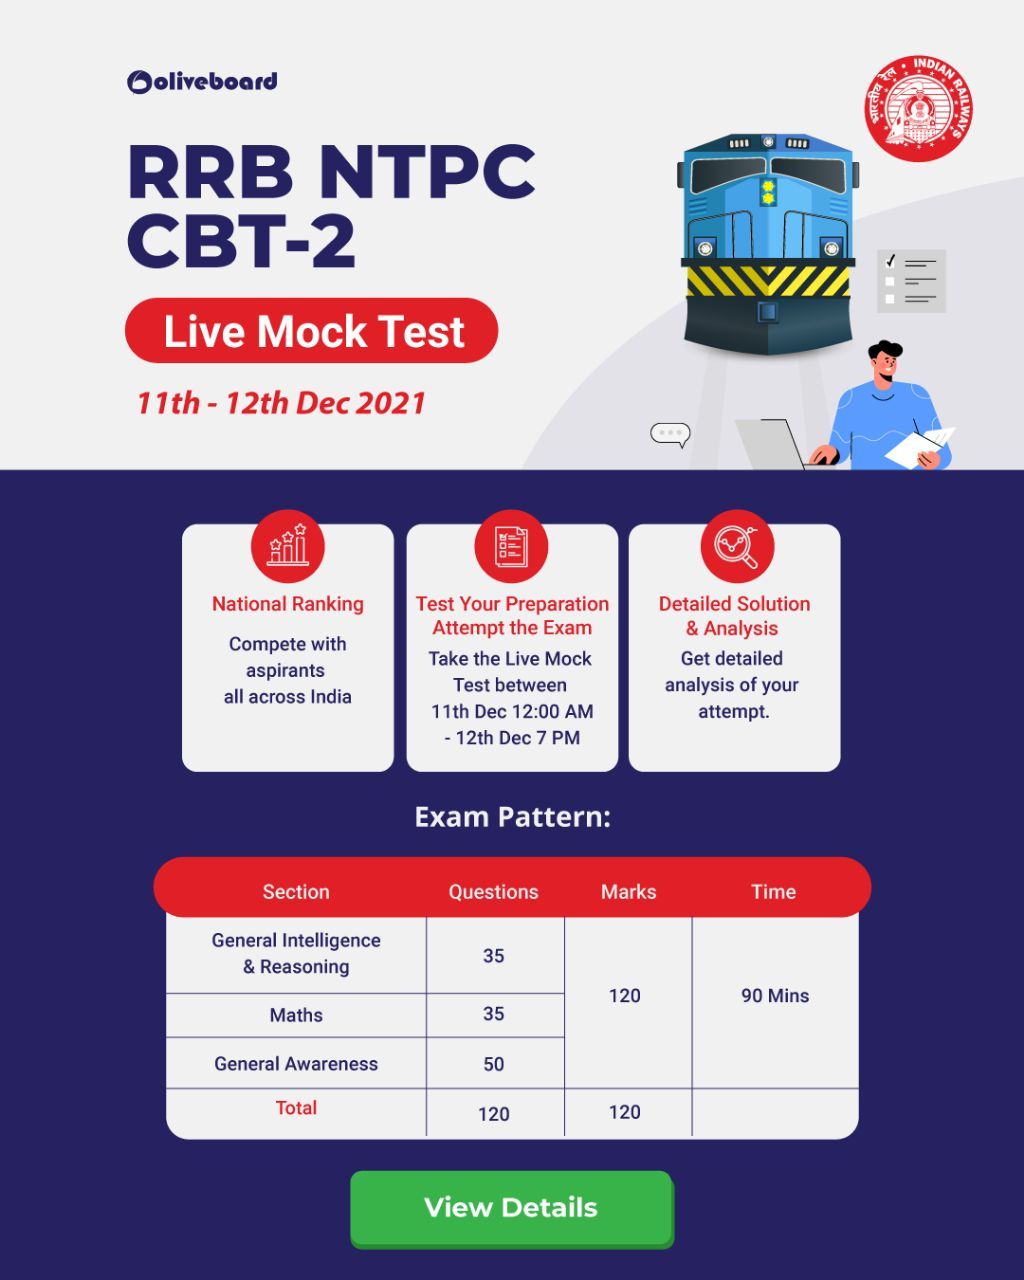 oliveboard
भारतीय रेल • INDIAN RAILWAYS
RRB NTPC
CBT-2
Live Mock Test
11th - 12th Dec 2021
National Ranking
Compete with
aspirants
all across India
Test Your Preparation
Attempt the Exam
Take the Live Mock
Test between
11th Dec 12:00 AM
- 12th Dec 7 PM
Detailed Solution
& Analysis
Get detailed
analysis of your
attempt.
Exam Pattern:
Section Questions Marks Time
General Intelligence
& Reasoning
35
Maths 35
120 90 Mins
General Awareness 50
Total 120 120
View Details